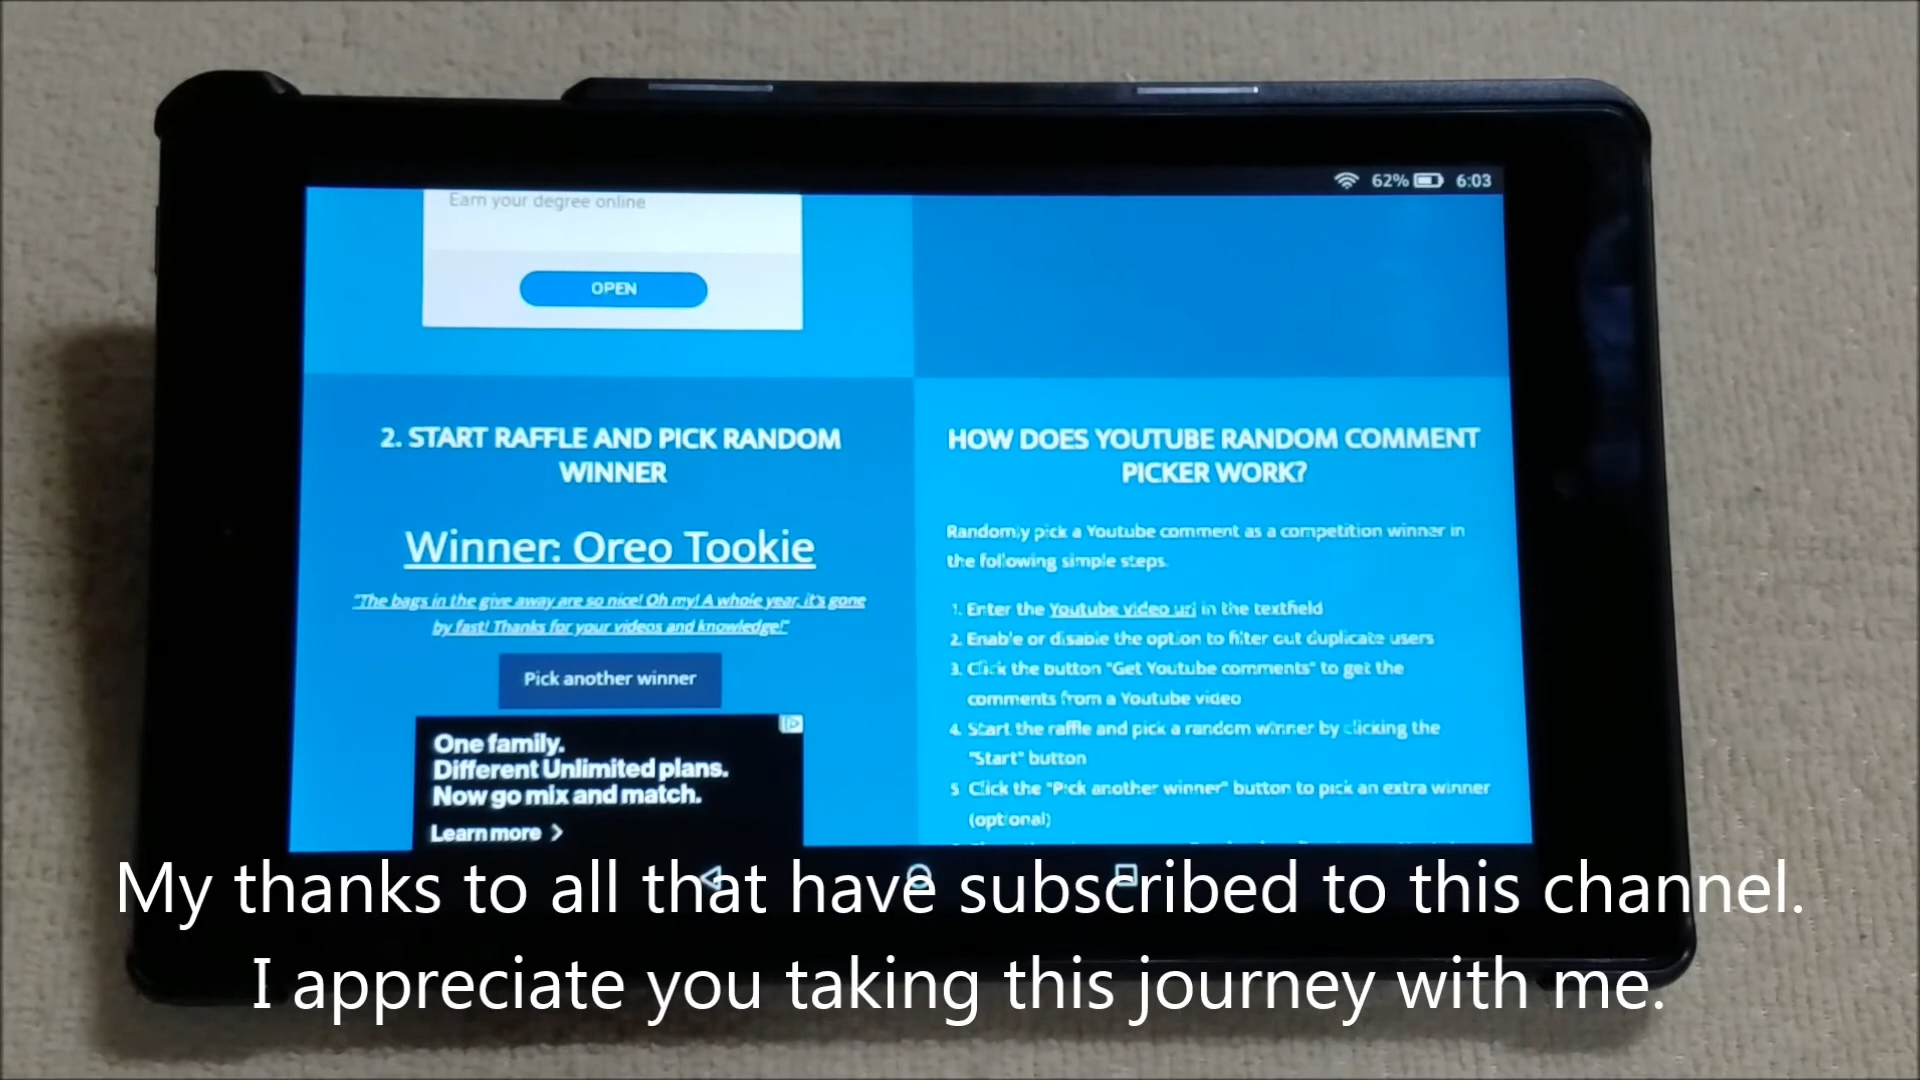 62% 6:03
Earn your degree online
OPEN
2. START RAFFLE AND PICK RANDOM
WINNER
Winner: Oreo Tookie
"The bags in the give away are so nice! Oh my! A whole year, it's gone
by fast! Thanks for your videos and knowledge!"
Pick another winner
One family.
Different Unlimited plans.
Now go mix and match.
Learn more >
HOW DOES YOUTUBE RANDOM COMMENT
PICKER WORK?
Randomly pick a Youtube comment as a competition winner in
the following simple steps.
1. Enter the Youtube video url in the textfield
2. Enable or disable the option to filter out duplicate users
3. Click the button "Get Youtube comments" to get the
comments from a Youtube video
4. Start the raffle and pick a random winner by clicking the
"Start" button
5. Click the "Pick another winner" button to pick an extra winner
(optional)
My thanks to all that have subscribed to this channel.
I appreciate you taking this journey with me.